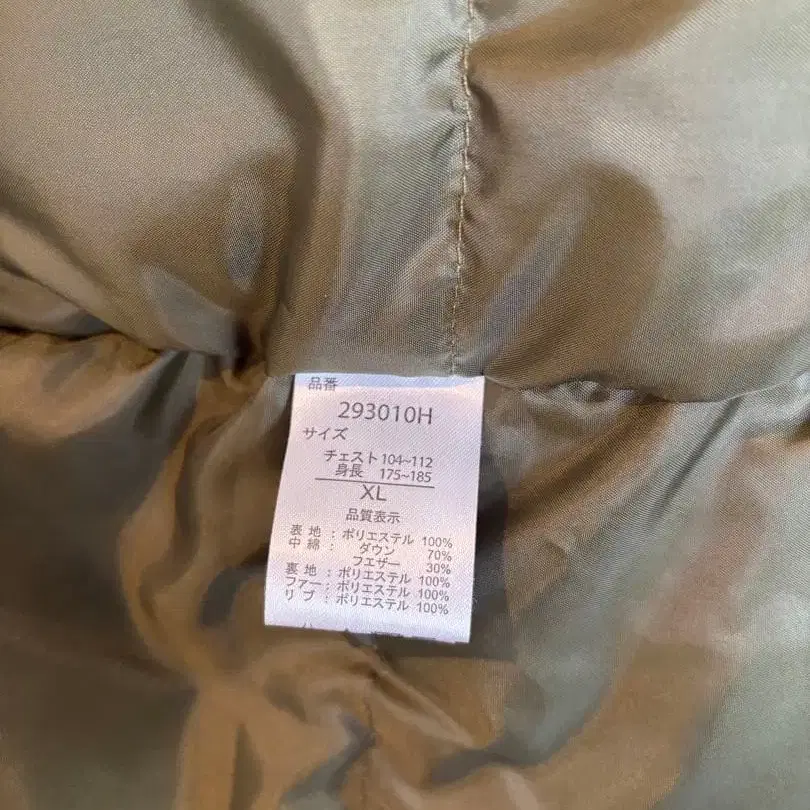 品番
293010H
サイズ
チェスト 104~112
身長 175~185
XL
品質表示
表 地 : ポリエステル 100%
中 綿 : ダウン 70%
フェザー 30%
裏 地 : ポリエステル 100%
ファー : ポリエステル 100%
リ ブ : ポリエステル 100%